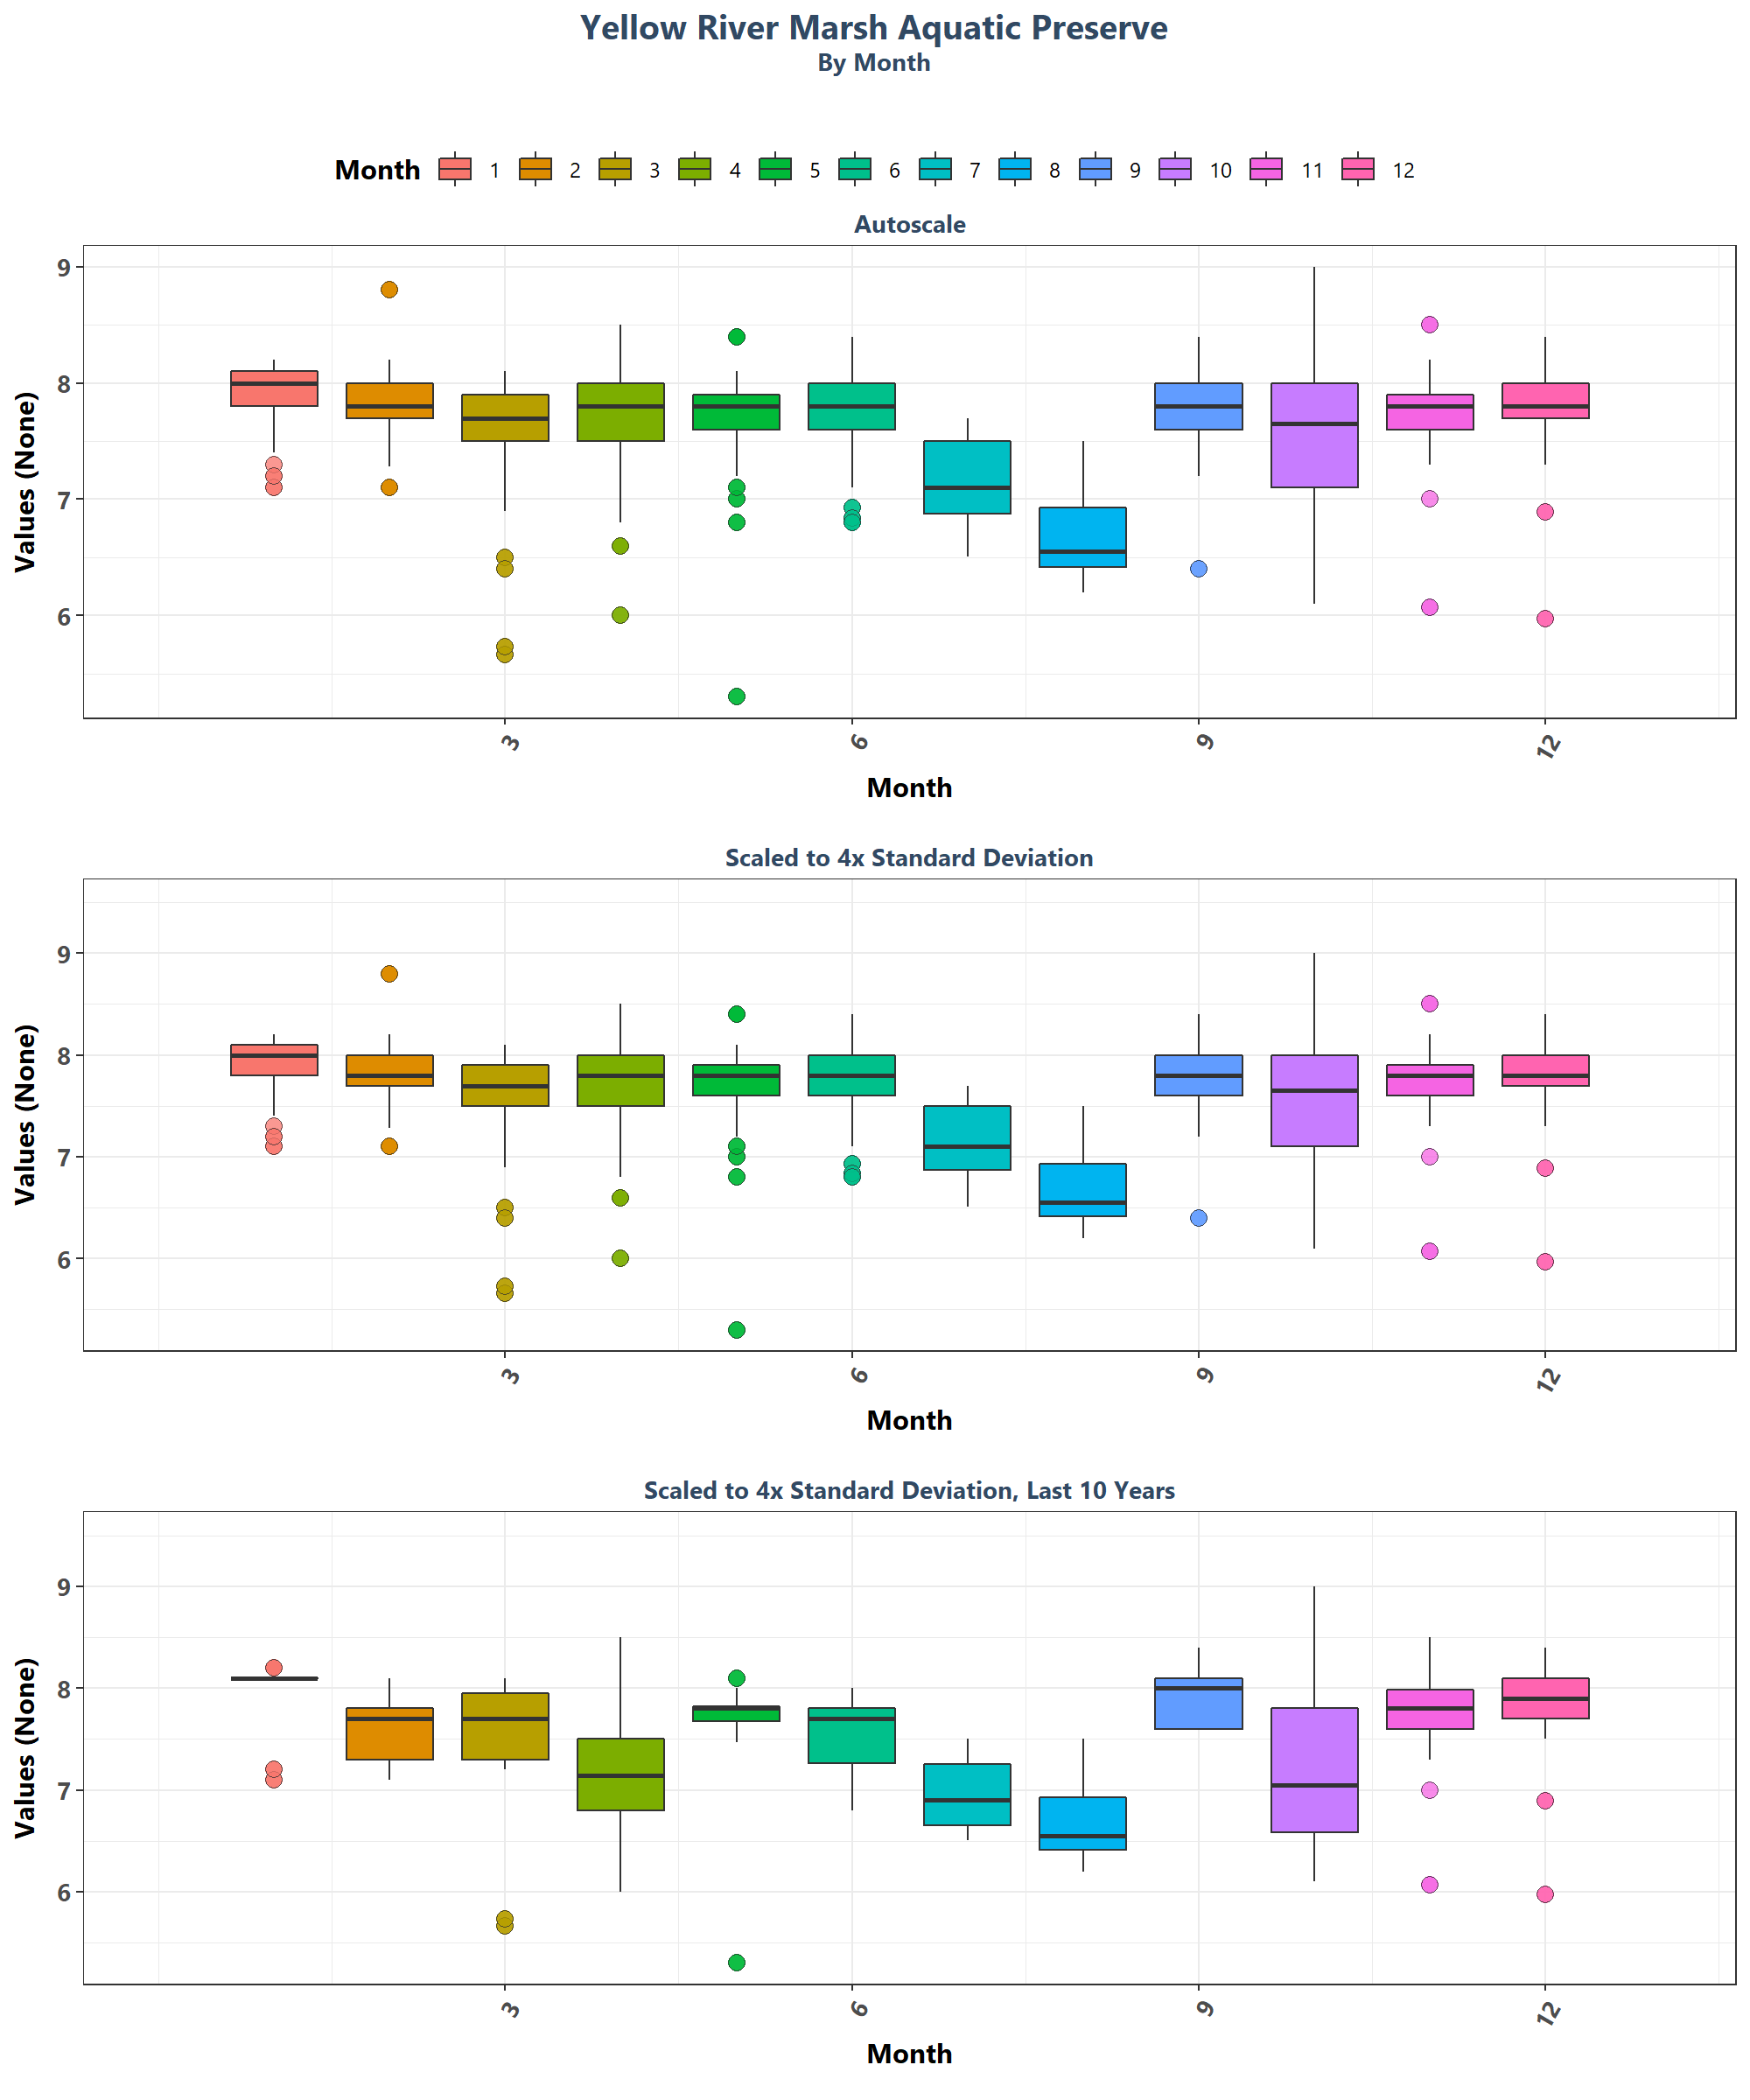 Yellow River Marsh Aquatic Preserve
By Month
Month 1 2 3 4 5 6 7 8 9 10 11 12
Autoscale
Values (None)
9
8
7
6
3 6 9 12
Month
Scaled to 4x Standard Deviation
Values (None)
9
8
7
6
3 6 9 12
Month
Scaled to 4x Standard Deviation, Last 10 Years
Values (None)
9
8
7
6
3 6 9 12
Month